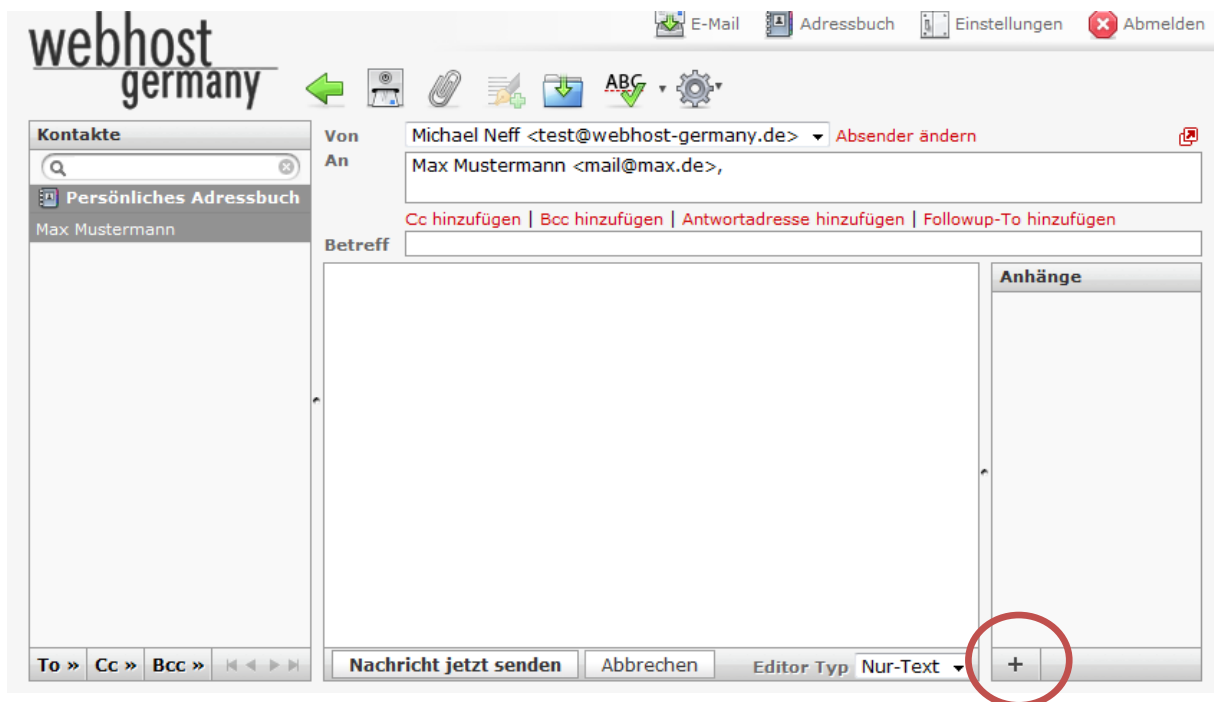 webhost
germany
E-Mail Adressbuch Einstellungen Abmelden
ABC
Kontakte
Persönliches Adressbuch
Max Mustermann
Von Michael Neff <test@webhost-germany.de> Absender ändern
An Max Mustermann <mail@max.de>,
Cc hinzufügen | Bcc hinzufügen | Antwortadresse hinzufügen | Followup-To hinzufügen
Betreff
Anhänge
To » Cc » Bcc »
Nachricht jetzt senden Abbrechen Editor Typ Nur-Text +